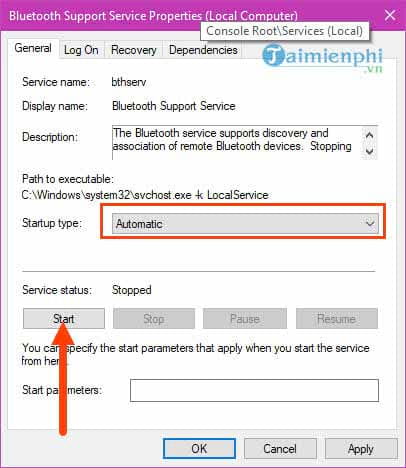 Bluetooth Support Service Properties (Local Computer)
Console Root\Services (Local)
General
Log On
Recovery
Dependencies
Taimienphi
.vn
Service name:
bthserv
Display name:
Bluetooth Support Service
Description:
The Bluetooth service supports discovery and
association of remote Bluetooth devices.  Stopping
Path to executable:
C:\Windows\system32\svchost.exe -k LocalService
Startup type:
Automatic
Service status:
Stopped
Start
Stop
Pause
Resume
You can specify the start parameters that apply when you start the service
from here.
Start parameters:
OK
Cancel
Apply